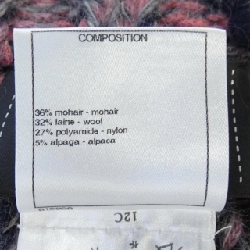 COMPOSITION
36% mohair - mohair
32% laine - wool
27% polyamide - nylon
5% alpaga - alpaca
12C